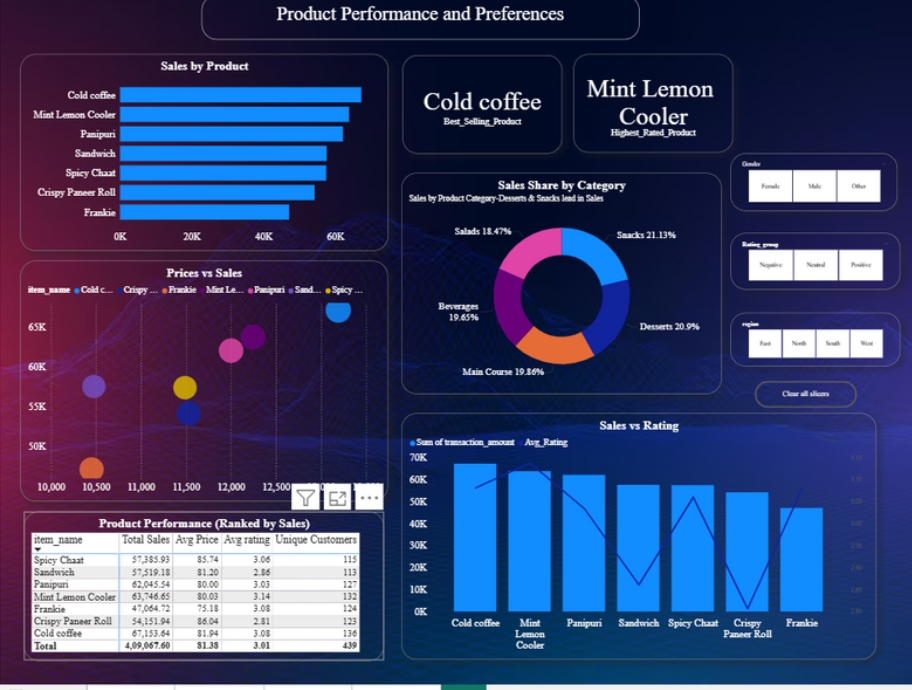 Product Performance and Preferences
Sales by Product
Cold coffee
Mint Lemon Cooler
Panipuri
Sandwich
Spicy Chaat
Crispy Paneer Roll
Frankie
0K 20K 40K 60K
Cold coffee
Best_Selling_Product
Mint Lemon
Cooler
Highest_Rated_Product
Gender
Female Male Other
Rating_group
Negative Neutral Positive
region
East North South West
Clear all slicers
Sales Share by Category
Sales by Product Category-Desserts & Snacks lead in Sales
Salads 18.47%
Snacks 21.13%
Beverages
19.65%
Desserts 20.9%
Main Course 19.86%
Prices vs Sales
item_name Cold c... Crispy ... Frankie Mint Le... Panipuri Sand... Spicy ...
65K
60K
55K
50K
10,000 10,500 11,000 11,500 12,000 12,500
Product Performance (Ranked by Sales)
item_name Total Sales Avg Price Avg rating Unique Customers
Spicy Chaat 57,385.93 85.74 3.06 115
Sandwich 57,519.18 81.20 2.86 113
Panipuri 62,045.54 80.00 3.03 127
Mint Lemon Cooler 63,746.65 80.03 3.14 132
Frankie 47,064.72 75.18 3.08 124
Crispy Paneer Roll 54,151.94 86.04 2.81 123
Cold coffee 67,153.64 81.94 3.08 136
Total 4,09,067.60 81.38 3.01 439
Sales vs Rating
Sum of transaction_amount Avg_Rating
70K
60K
50K
40K
30K
20K
10K
0K
Cold coffee
Mint
Lemon
Cooler
Panipuri
Sandwich
Spicy Chaat
Crispy
Paneer Roll
Frankie